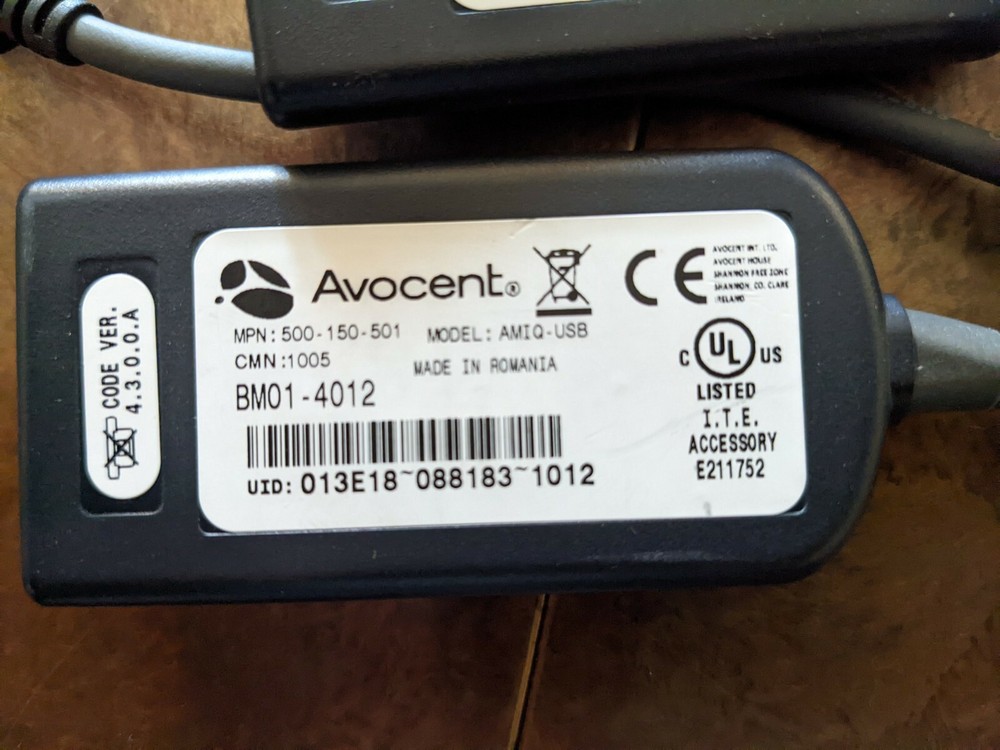 CODE VER.
4.3.0.0.A
Avocent®
MPN: 500-150-501 MODEL: AMIQ-USB
CMN:1005
MADE IN ROMANIA
BM01-4012
UID: 013E18~088183~1012
CE
AVOCENT INT. LTD.
AVOCENT HOUSE
SHANNON FREE ZONE
SHANNON, CO. CLARE
IRELAND
C UL US
LISTED
I.T.E.
ACCESSORY
E211752